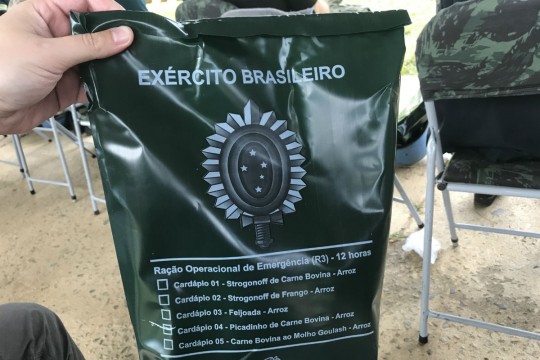 EXÉRCITO BRASILEIRO
Ração Operacional de Emergência (R3) - 12 horas
Cardápio 01 - Strogonoff de Carne Bovina - Arroz
Cardápio 02 - Strogonoff de Frango - Arroz
Cardápio 03 - Feijoada - Arroz
Cardápio 04 - Picadinho de Carne Bovina - Arroz
Cardápio 05 - Carne Bovina ao Molho Goulash - Arroz